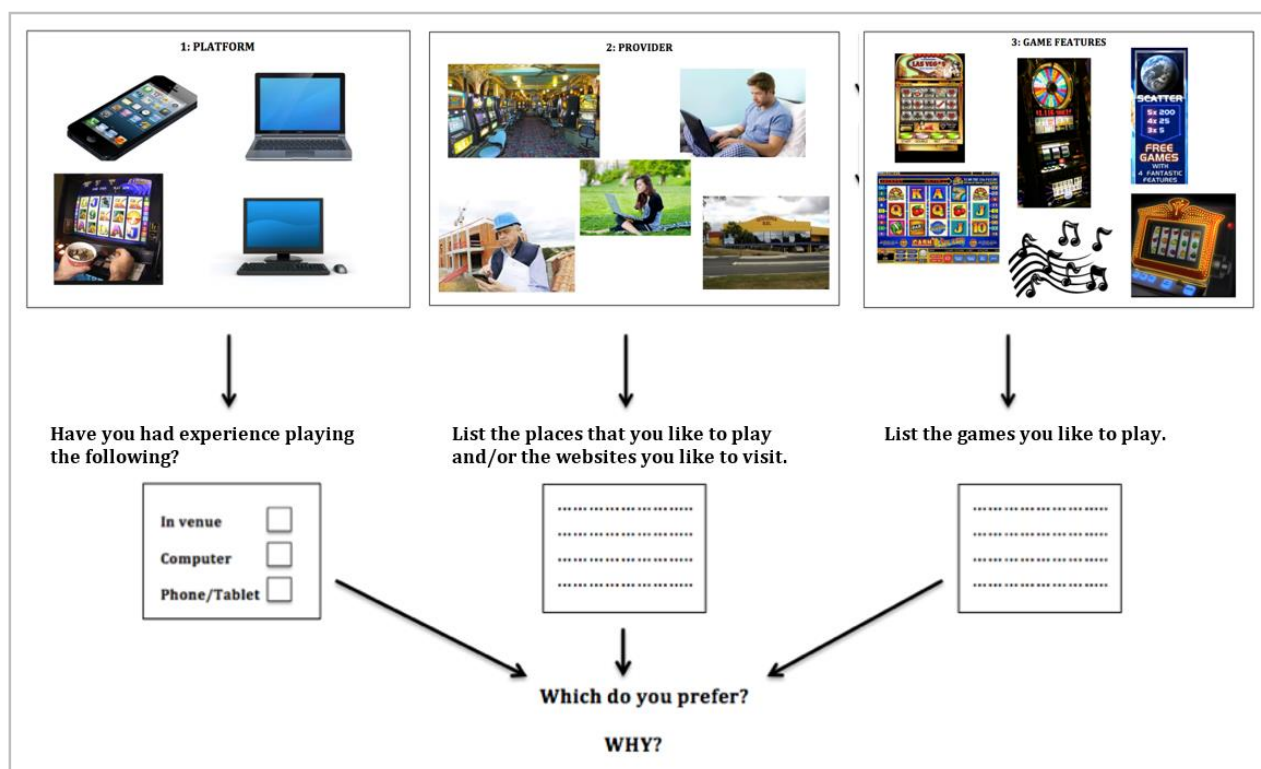 1: PLATFORM
2: PROVIDER
3: GAME FEATURES
LAS VEGAS
SCATTER
5x 200
4x 25
3x 5
FREE
GAMES
WITH
4 FANTASTIC
FEATURES
Q K A J
Q Q J
J 10
CASH
Have you had experience playing
the following?
In venue
Computer
Phone/Tablet
List the places that you like to play
and/or the websites you like to visit.
List the games you like to play.
Which do you prefer?
WHY?